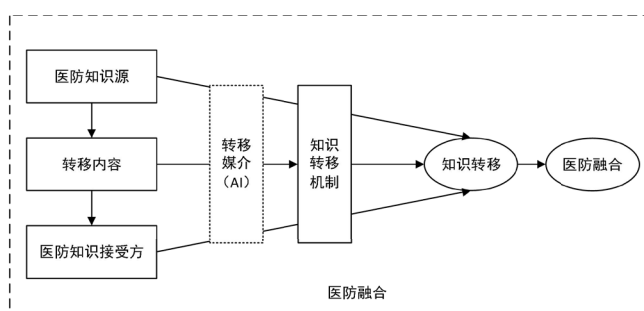 医防知识源
转移内容
医防知识接受方
转移
媒介
（AI）
知识
转移
机制
知识转移
医防融合
医防融合